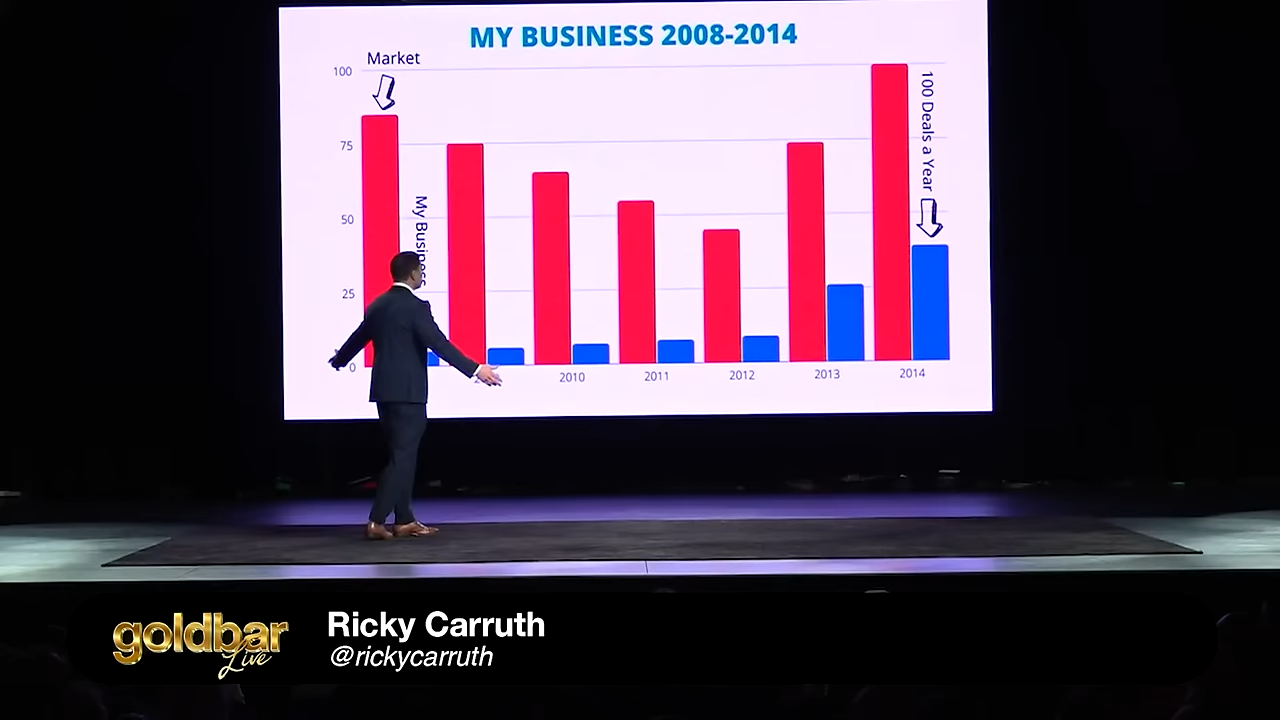 MY BUSINESS 2008-2014
Market
100
75
50
25
0
My Business
100 Deals a Year
2010
2011
2012
2013
2014
goldbar
Live
Ricky Carruth
@rickycarruth